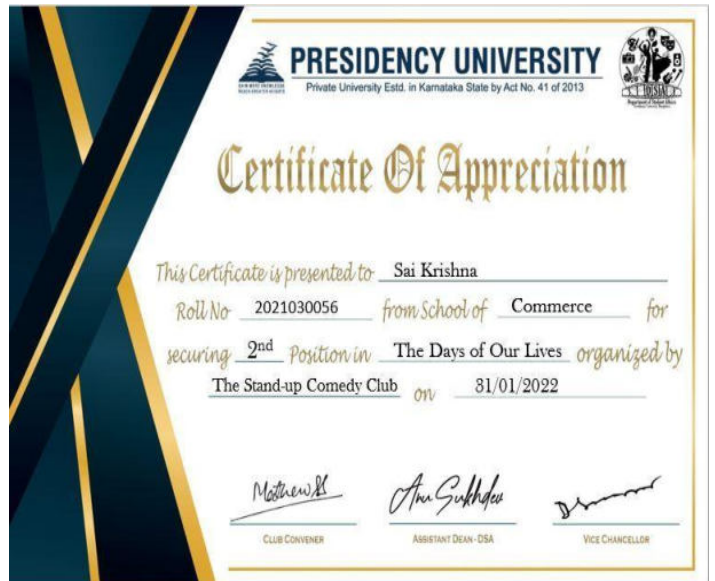 PRESIDENCY UNIVERSITY
Private University Estd. in Karnataka State by Act No. 41 of 2013
Certificate Of Appreciation
This Certificate is presented to Sai Krishna
Roll No 2021030056 from School of Commerce for
securing 2nd Position in The Days of Our Lives organized by
The Stand-up Comedy Club on 31/01/2022
Mathew
Anu Sukhdev
CLUB CONVENER
ASSISTANT DEAN - DSA
VICE CHANCELLOR